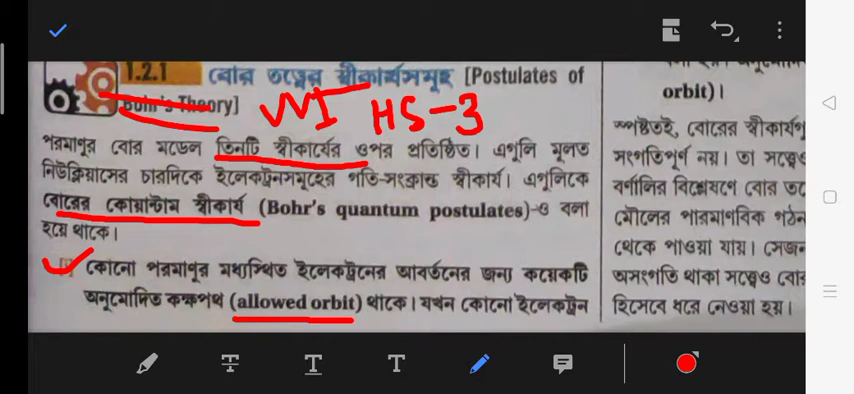 1.2.1 বোর তত্ত্বের স্বীকার্যসমূহ [Postulates of
Bohr's Theory] VVI HS-3
পরমাণুর বোর মডেল তিনটি স্বীকার্যের ওপর প্রতিষ্ঠিত। এগুলি মূলত
নিউক্লিয়াসের চারদিকে ইলেকট্রনসমূহের গতি-সংক্রান্ত স্বীকার্য। এগুলিকে
বোরের কোয়ান্টাম স্বীকার্য (Bohr's quantum postulates)-ও বলা
হয়ে থাকে।
কোনো পরমাণুর মধ্যস্থিত ইলেকট্রনের আবর্তনের জন্য কয়েকটি
অনুমোদিত কক্ষপথ (allowed orbit) থাকে। যখন কোনো ইলেকট্রন
orbit)।
স্পষ্টতই, বোরের স্বীকার্যগু
সংগতিপূর্ণ নয়। তা সত্ত্বেও
বর্ণালির বিশ্লেষণে বোর তত্ত্ব
মৌলের পারমাণবিক গঠন
থেকে পাওয়া যায়। সেজন
অসংগতি থাকা সত্ত্বেও বোর
হিসেবে ধরে নেওয়া হয়।
T T T